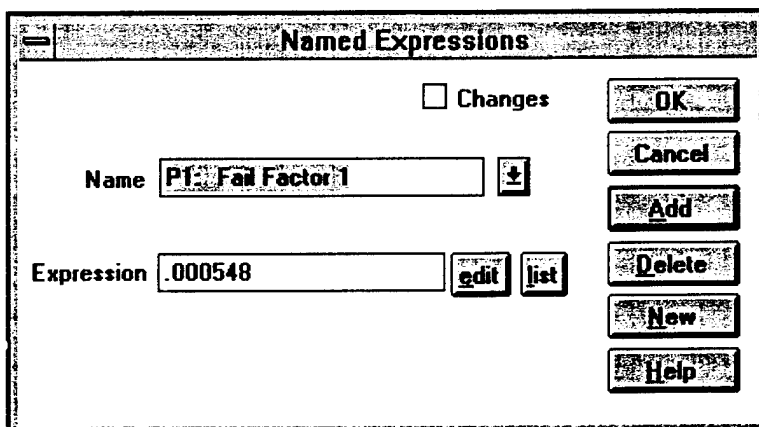 Named Expressions
Changes
OK
Cancel
Name P1: Fail Factor 1
Add
Expression .000548 edit list
Delete
New
Help